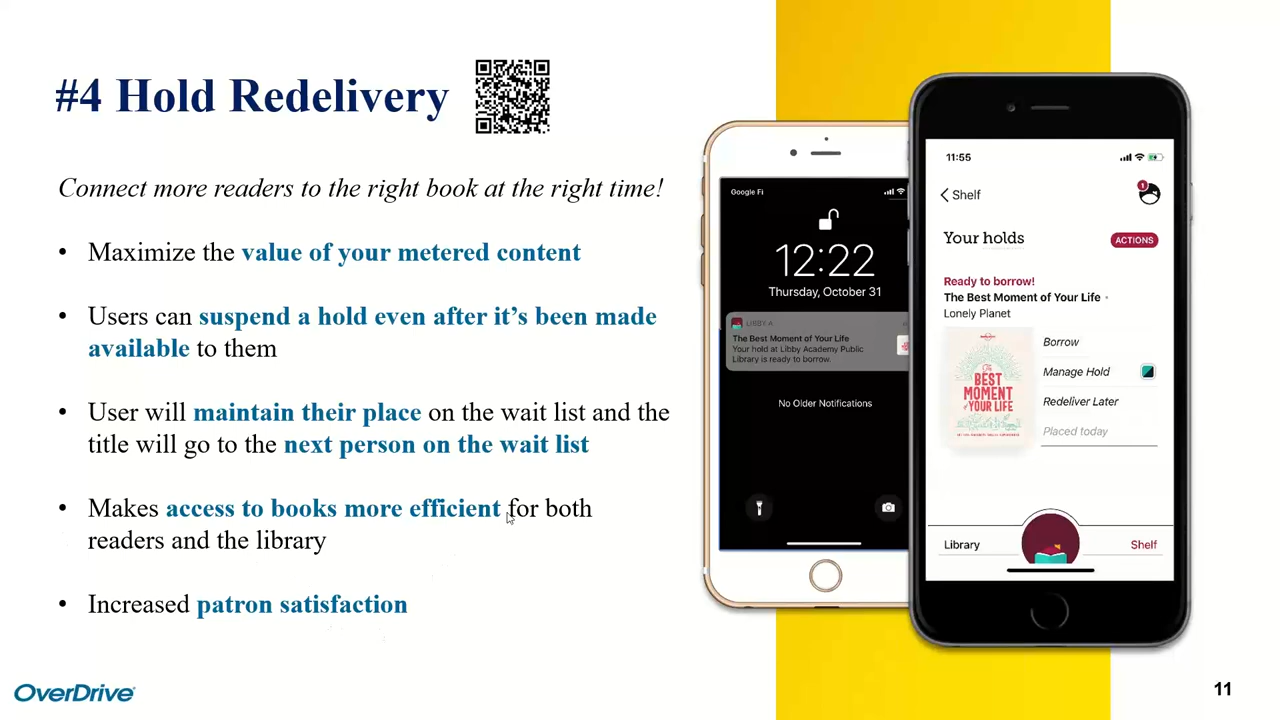 #4 Hold Redelivery
Connect more readers to the right book at the right time!
• Maximize the value of your metered content
• Users can suspend a hold even after it’s been made
available to them
• User will maintain their place on the wait list and the
title will go to the next person on the wait list
• Makes access to books more efficient for both
readers and the library
• Increased patron satisfaction
OverDrive
Google Fi
12:22
Thursday, October 31
LIBBY A
The Best Moment of Your Life
Your hold at Libby Academy Public
Library is ready to borrow.
No Older Notifications
11:55
Shelf
1
Your holds
ACTIONS
Ready to borrow!
The Best Moment of Your Life
Lonely Planet
The
BEST
MOMENT
of YOUR LIFE
Borrow
Manage Hold
Redeliver Later
Placed today
Library
Shelf
11